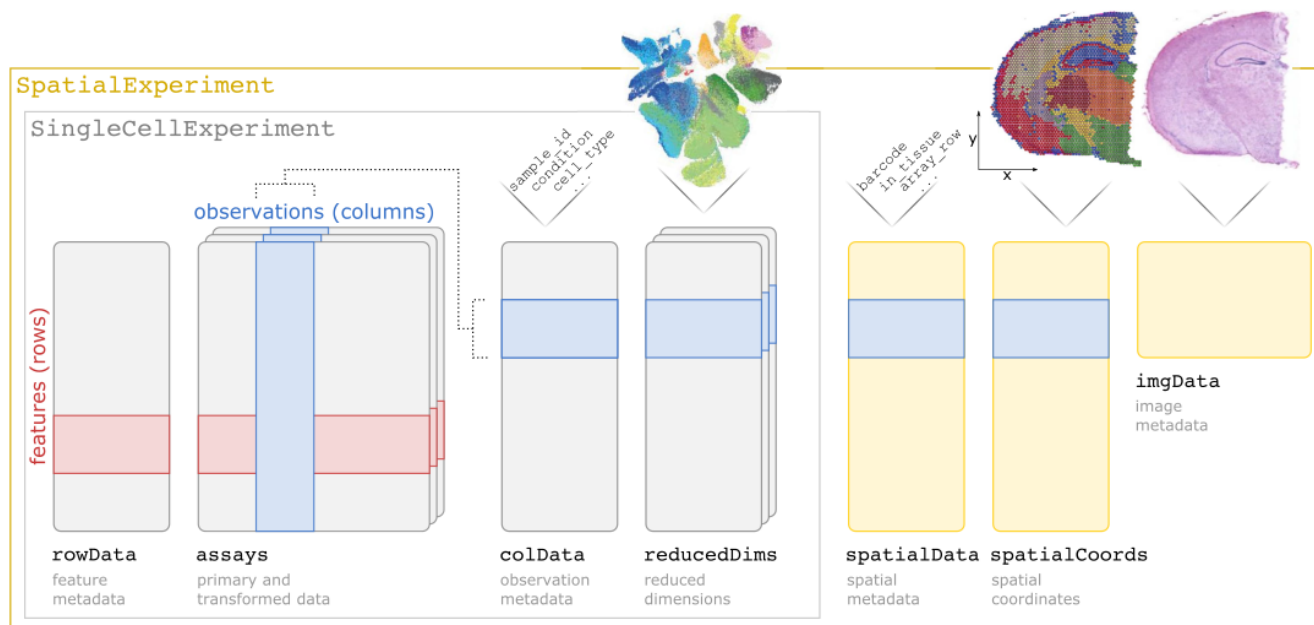 SpatialExperiment
SingleCellExperiment
observations (columns)
features (rows)
sample_id
condition
cell_type
...
barcode
in_tissue
array_row
...
y
x
rowData
feature
metadata
assays
primary and
transformed data
colData
observation
metadata
reducedDims
reduced
dimensions
spatialData
spatial
metadata
spatialCoords
spatial
coordinates
imgData
image
metadata